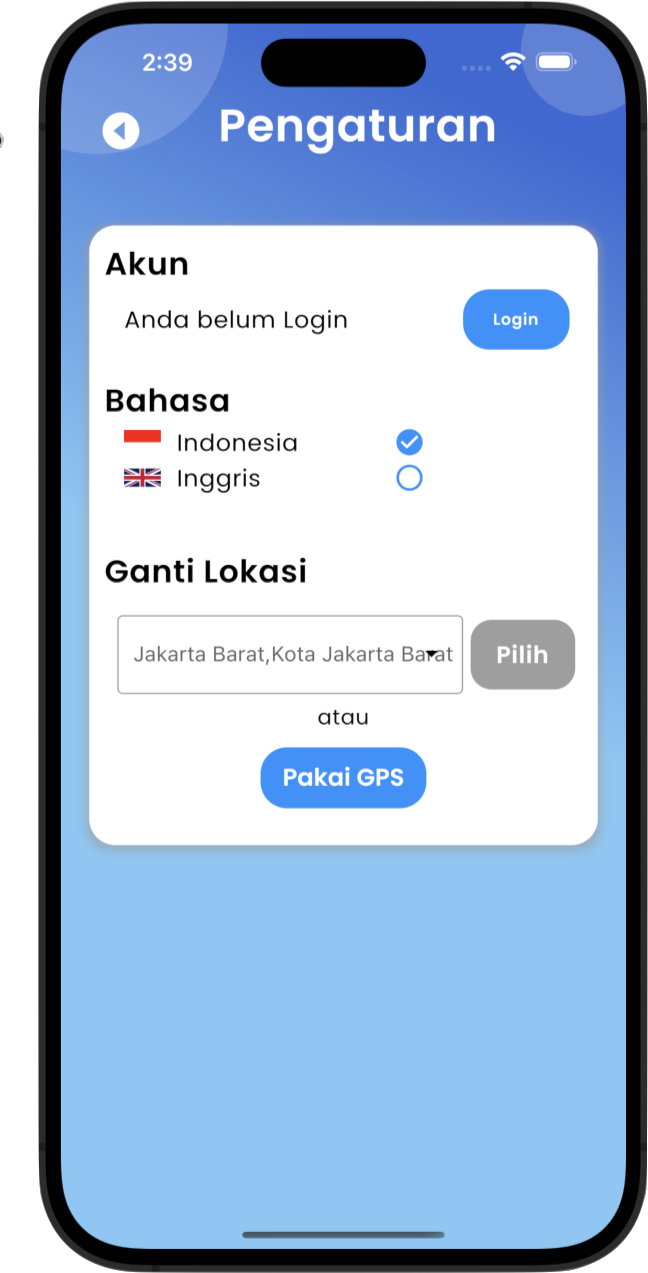 2:39
Pengaturan
Akun
Anda belum Login
Login
Bahasa
Indonesia
Inggris
Ganti Lokasi
Jakarta Barat,Kota Jakarta Barat
Pilih
atau
Pakai GPS